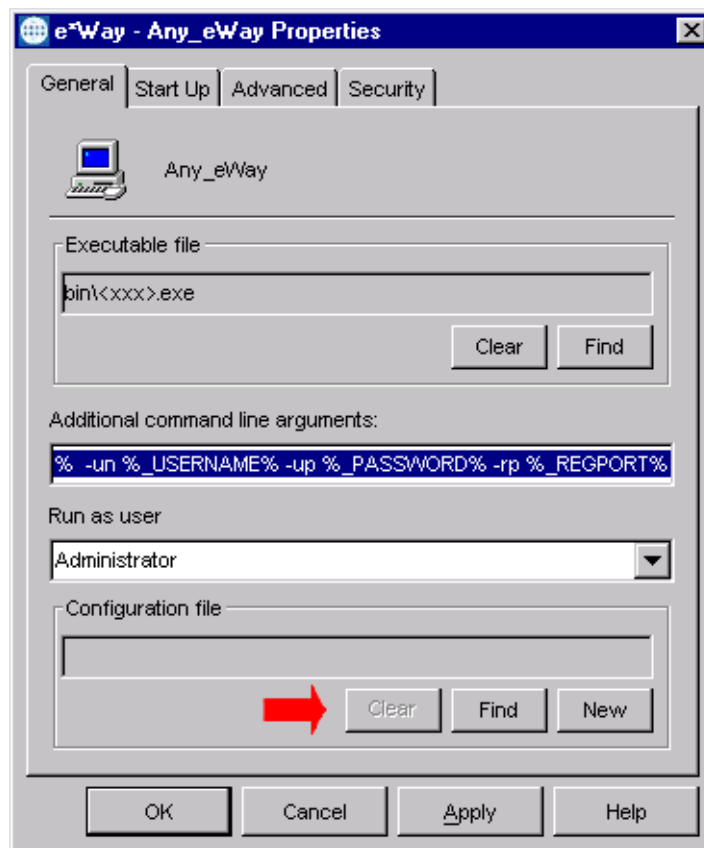 e*Way - Any_eWay Properties
General Start Up Advanced Security
Any_eWay
Executable file
bin\<xxx>.exe
Clear Find
Additional command line arguments:
% -un %_USERNAME% -up %_PASSWORD% -rp %_REGPORT%
Run as user
Administrator
Configuration file
Clear Find New
OK Cancel Apply Help